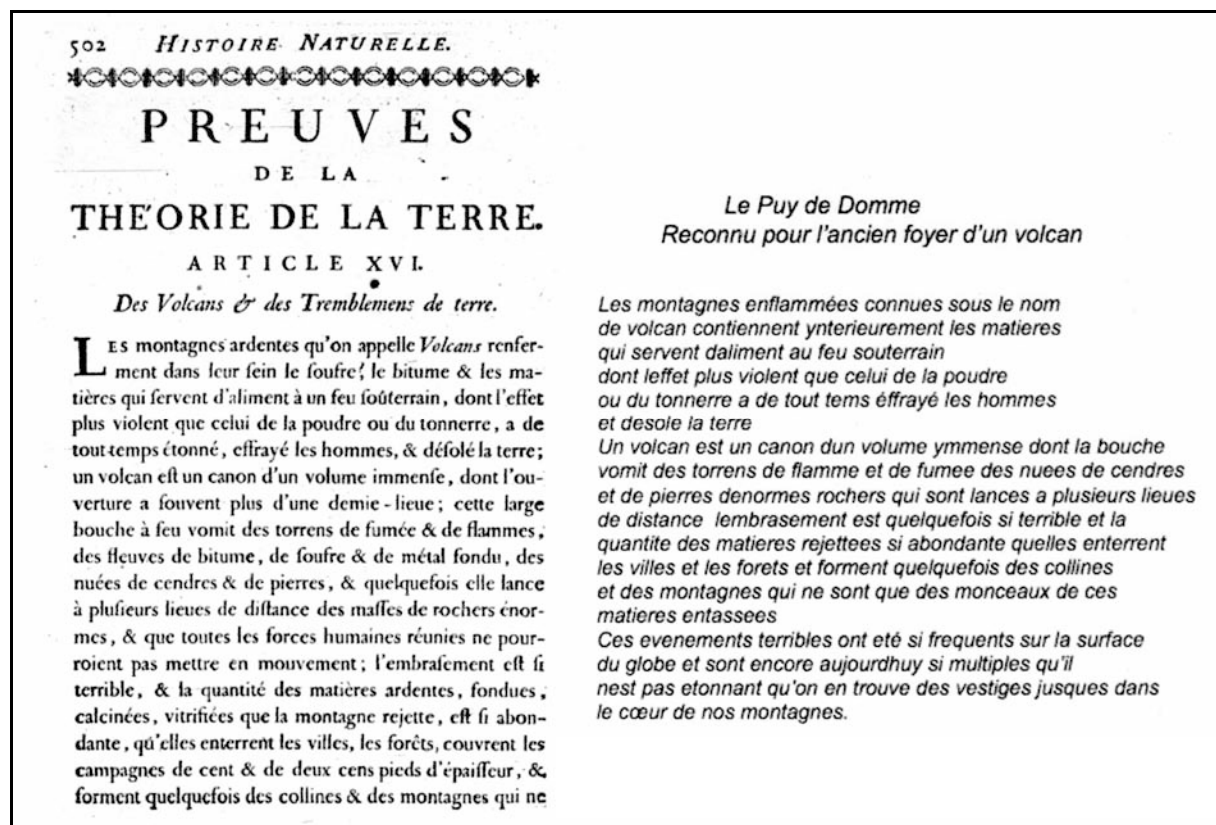 502 HISTOIRE NATURELLE.
PREUVES
DE LA
THÉORIE DE LA TERRE.
ARTICLE XVI.
Des Volcans & des Tremblemens de terre.
LES montagnes ardentes qu'on appelle Volcans renfer-
ment dans leur ſein le ſoufre, le bitume & les ma-
tières qui ſervent d'aliment à un feu ſoûterrain, dont l'effet
plus violent que celui de la poudre ou du tonnerre, a de
tout temps étonné, effrayé les hommes, & déſolé la terre;
un volcan eſt un canon d'un volume immenſe, dont l'ou-
verture a ſouvent plus d'une demie-lieue; cette large
bouche à feu vomit des torrens de fumée & de flammes,
des fleuves de bitume, de ſoufre & de métal fondu, des
nuées de cendres & de pierres, & quelquefois elle lance
à pluſieurs lieues de diſtance des maſſes de rochers énor-
mes, & que toutes les forces humaines réunies ne pour-
roient pas mettre en mouvement; l'embraſement eſt ſi
terrible, & la quantité des matières ardentes, fondues,
calcinées, vitrifiées que la montagne rejette, eſt ſi abon-
dante, qu'elles enterrent les villes, les forêts, couvrent les
campagnes de cent & de deux cens pieds d'épaiſſeur, &
forment quelquefois des collines & des montagnes qui ne
Le Puy de Domme
Reconnu pour l'ancien foyer d'un volcan
Les montagnes enflammées connues sous le nom
de volcan contiennent ynterieurement les matieres
qui servent daliment au feu souterrain
dont leffet plus violent que celui de la poudre
ou du tonnerre a de tout tems éffrayé les hommes
et desole la terre
Un volcan est un canon dun volume ymmense dont la bouche
vomit des torrens de flamme et de fumee des nuees de cendres
et de pierres denormes rochers qui sont lances a plusieurs lieues
de distance lembrasement est quelquefois si terrible et la
quantite des matieres rejettees si abondante quelles enterrent
les villes et les forets et forment quelquefois des collines
et des montagnes qui ne sont que des monceaux de ces
matieres entassees
Ces evenements terribles ont eté si frequents sur la surface
du globe et sont encore aujourdhuy si multiples qu'il
nest pas etonnant qu'on en trouve des vestiges jusques dans
le cœur de nos montagnes.